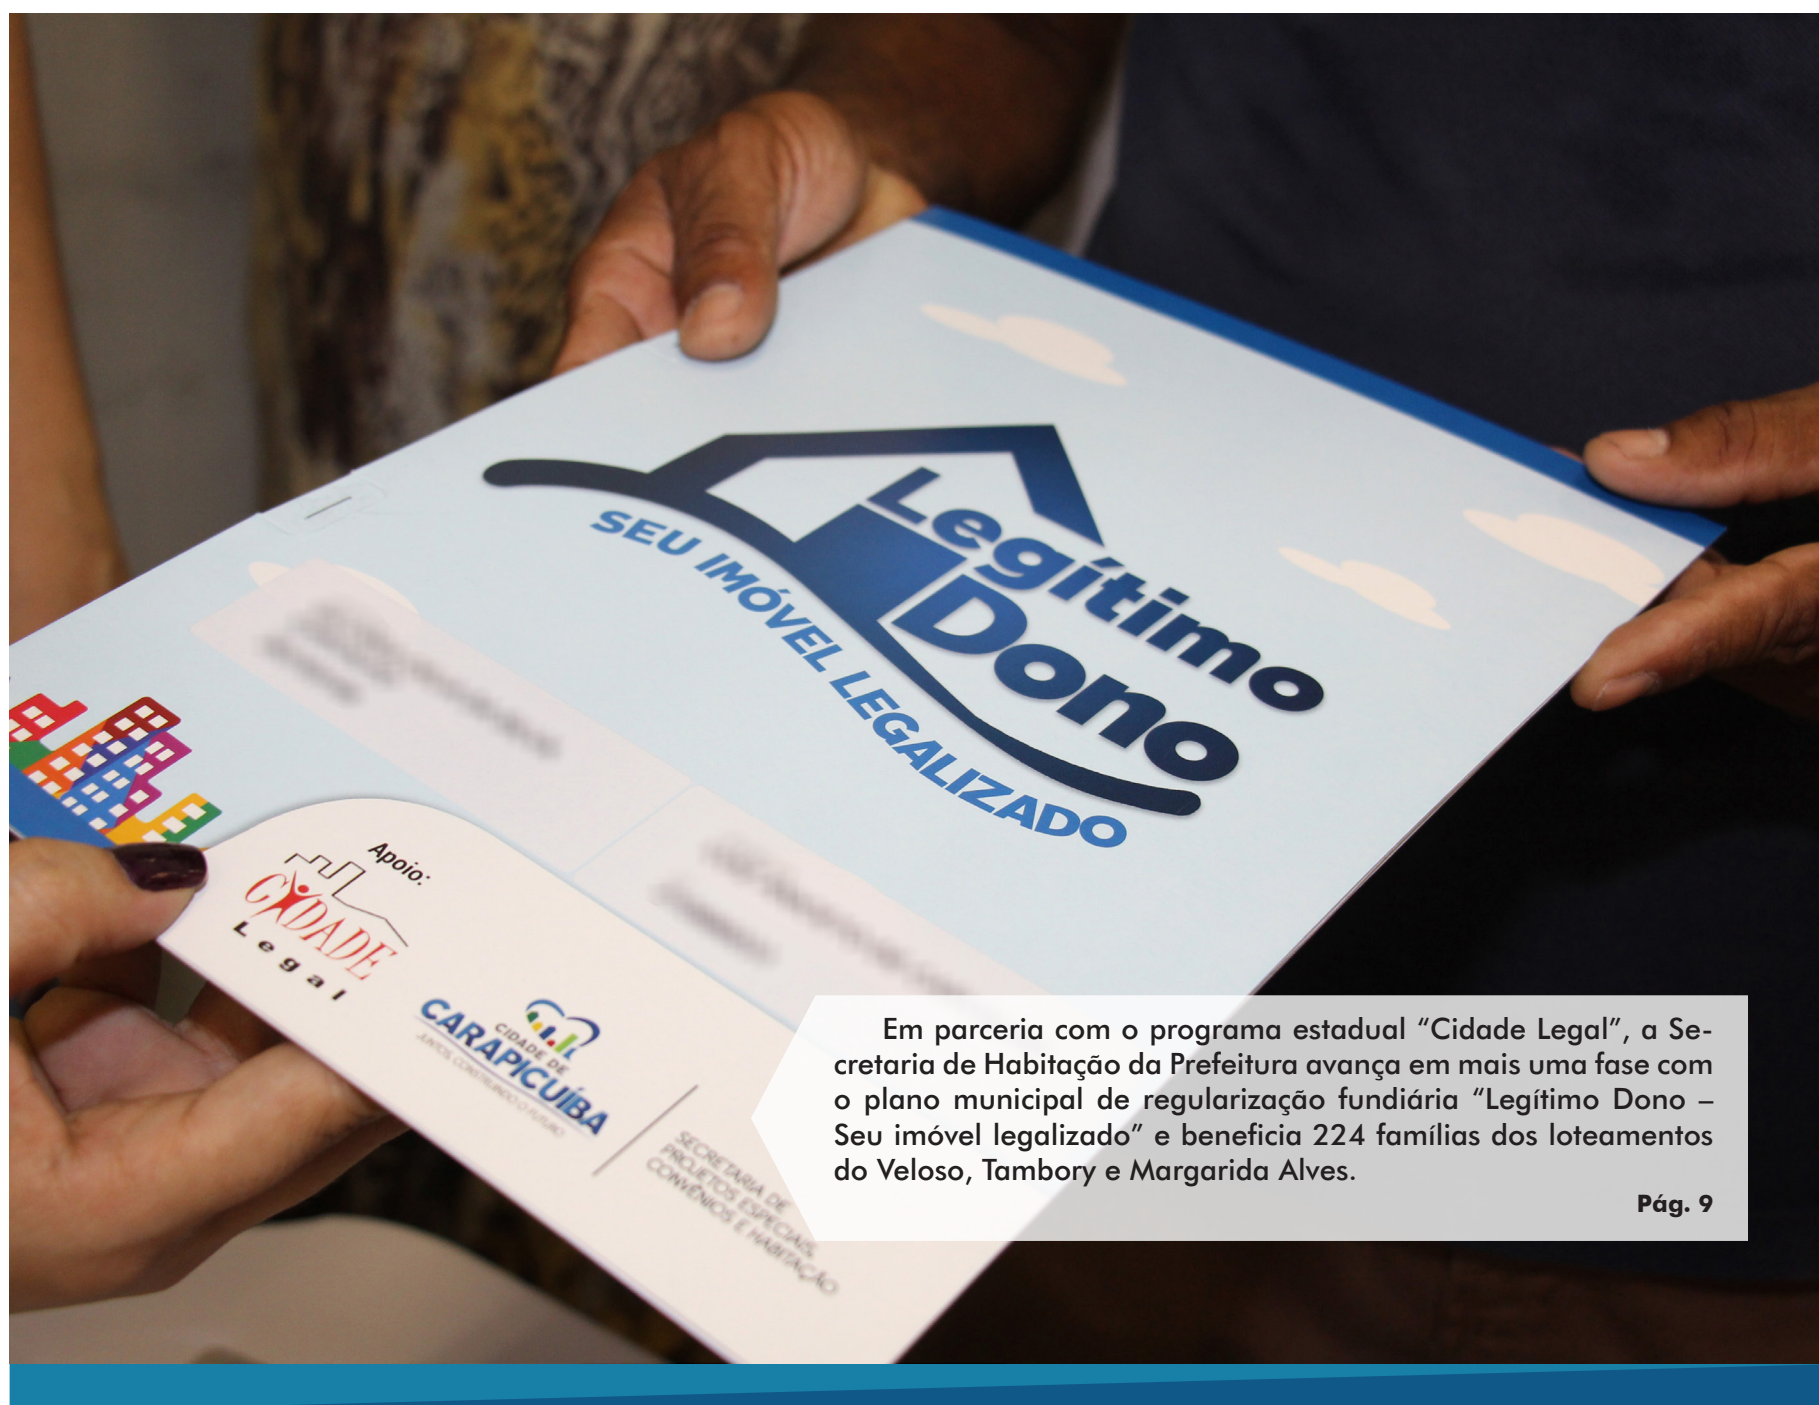 Legítimo
Dono
SEU IMÓVEL LEGALIZADO
Apoio:
CIDADE
Legal
CIDADE DE
CARAPICUÍBA
JUNTOS, CONSTRUINDO O FUTURO
SECRETARIA DE
PROJETOS ESPECIAIS,
CONVÊNIOS E HABITAÇÃO
Em parceria com o programa estadual “Cidade Legal”, a Se-
cretaria de Habitação da Prefeitura avança em mais uma fase com
o plano municipal de regularização fundiária “Legítimo Dono –
Seu imóvel legalizado” e beneficia 224 famílias dos loteamentos
do Veloso, Tambory e Margarida Alves.
Pág. 9